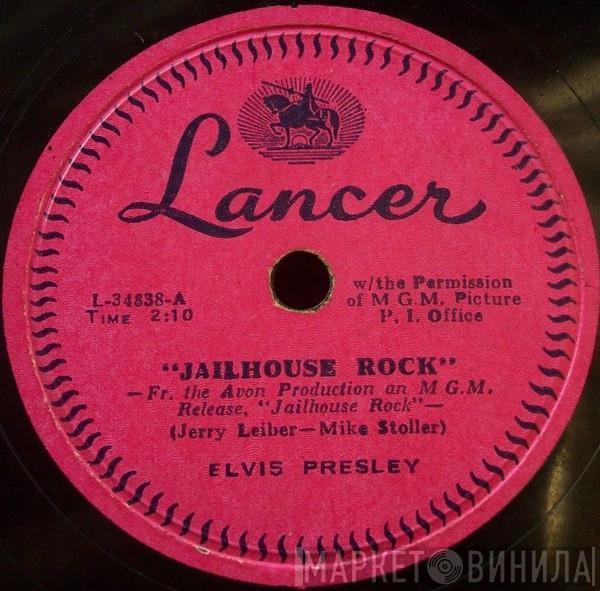 Lancer
L-34838-A
TIME 2:10
w/the Permission
of M G.M. Picture
P. I. Office
"JAILHOUSE ROCK"
—Fr. the Avon Production an M G.M.
Release, "Jailhouse Rock"—
(Jerry Leiber—Mike Stoller)
ELVIS PRESLEY
МАРКЕТ ВИНИЛА